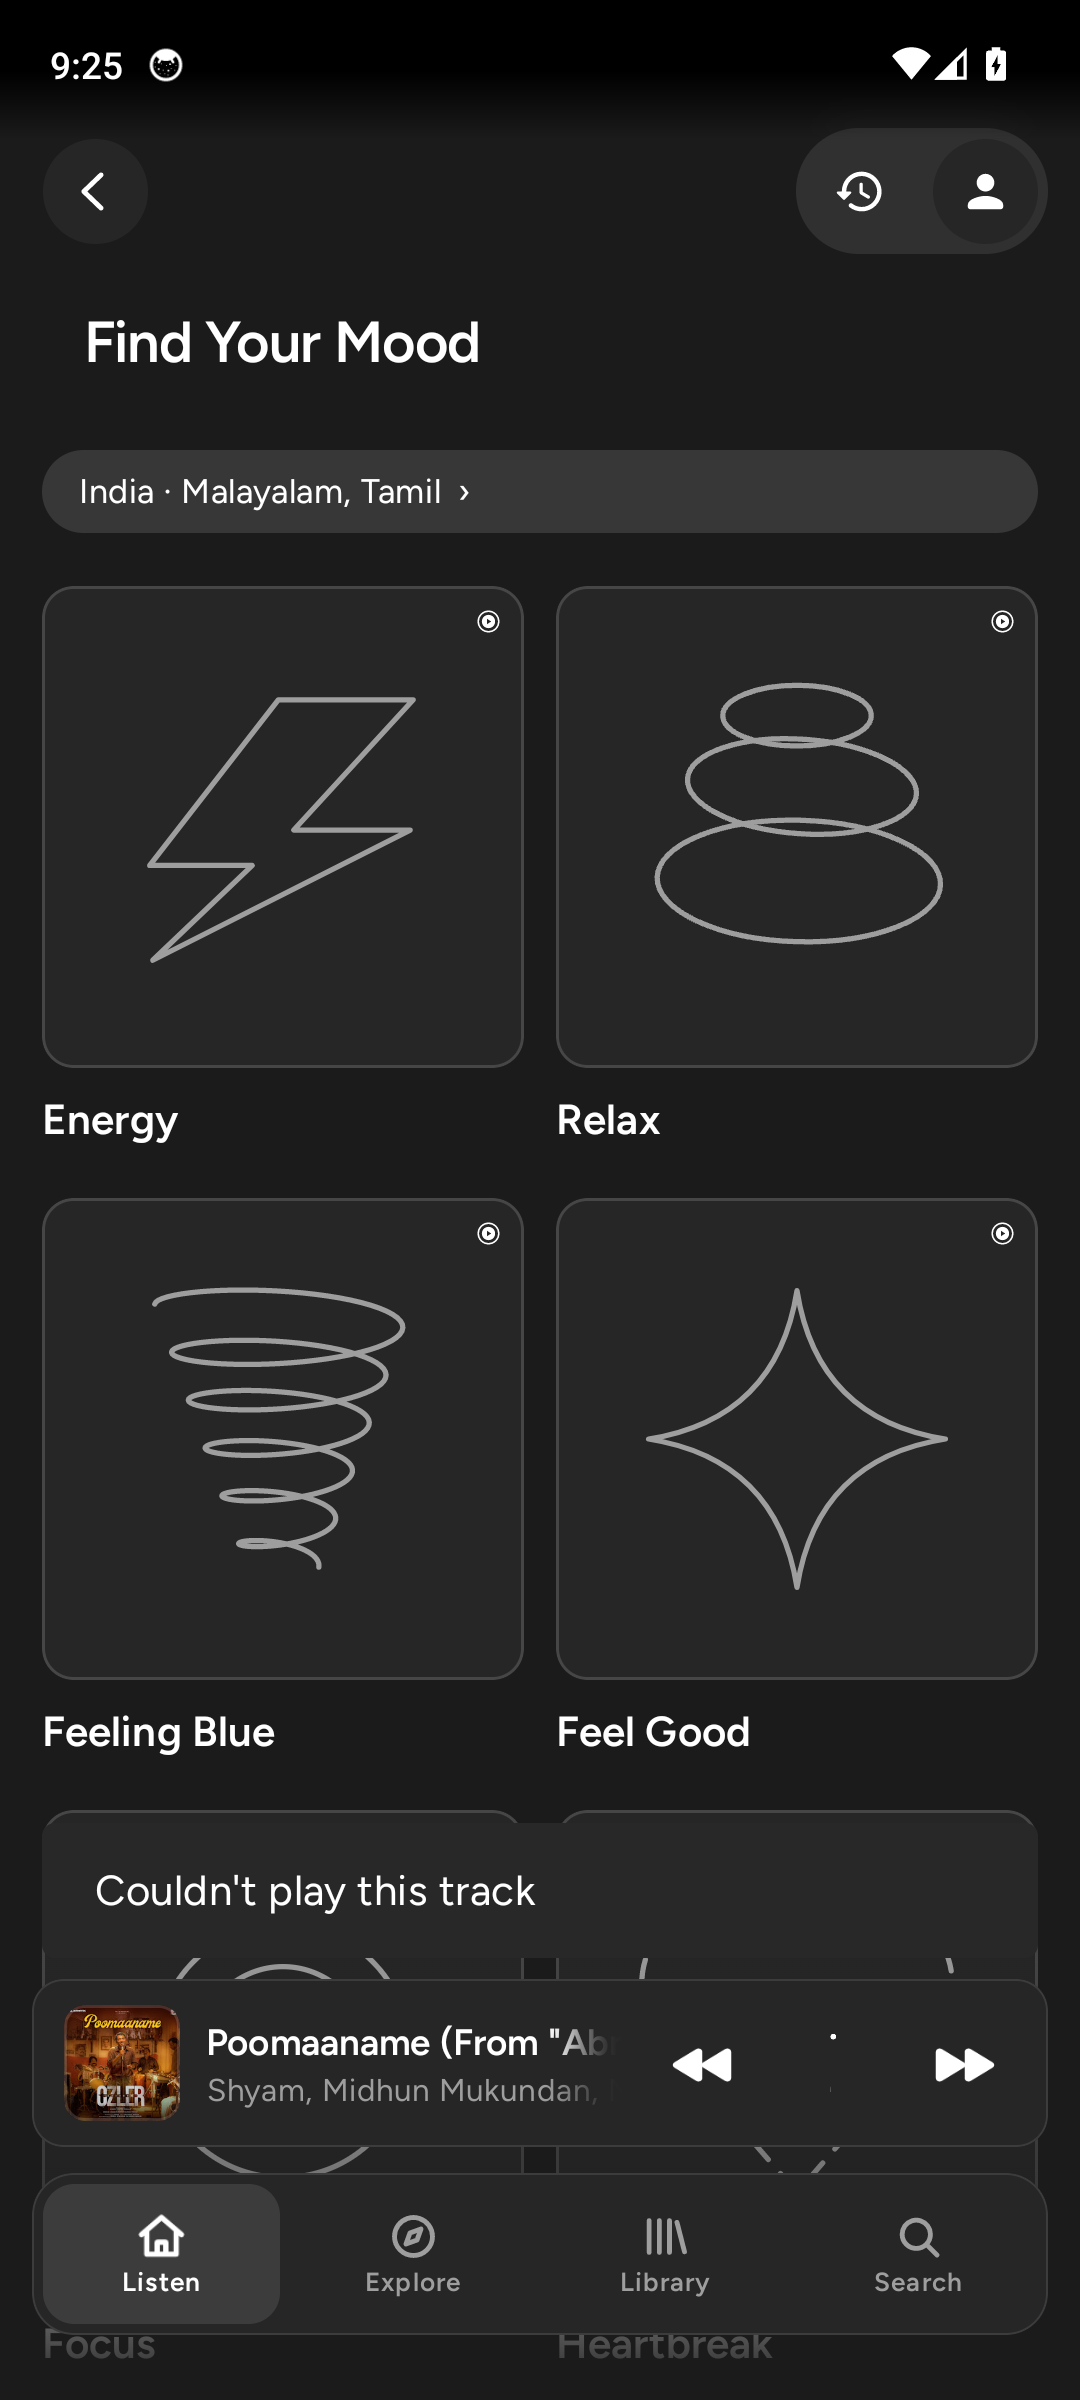 9:25
Find Your Mood
India · Malayalam, Tamil ›
Energy
Relax
Feeling Blue
Feel Good
Couldn't play this track
Poomaaname
OZLER
Poomaaname (From "Ab
Shyam, Midhun Mukundan,
Listen
Explore
Library
Search
Focus
Heartbreak